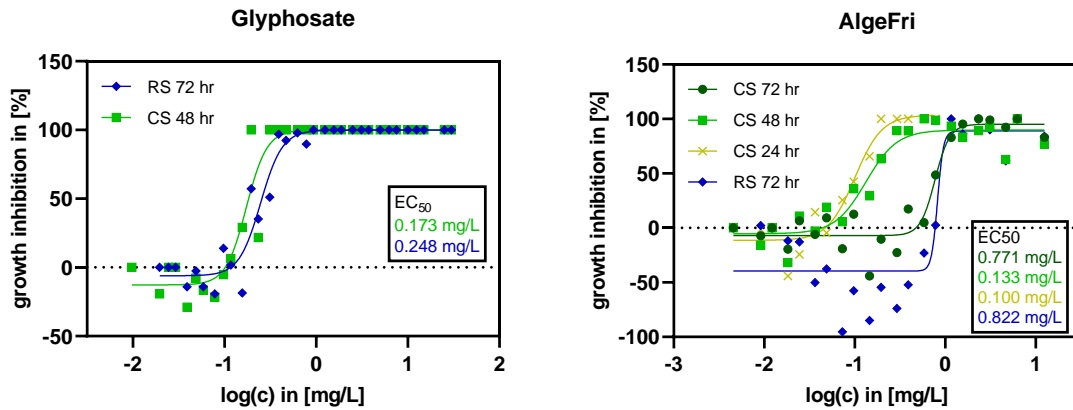 Glyphosate
growth inhibition in [%]
150
100
50
0
-50
RS 72 hr
CS 48 hr
EC50
0.173 mg/L
0.248 mg/L
-2 -1 0 1 2
log(c) in [mg/L]
AlgeFri
growth inhibition in [%]
150
100
50
0
-50
-100
CS 72 hr
CS 48 hr
CS 24 hr
RS 72 hr
EC50
0.771 mg/L
0.133 mg/L
0.100 mg/L
0.822 mg/L
-3 -2 -1 0 1
log(c) in [mg/L]